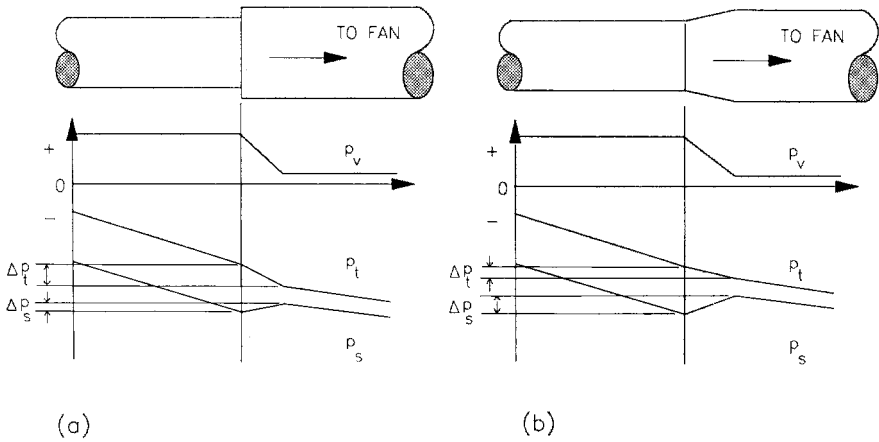 TO FAN
+
p_v
0
−
Δp_t
p_t
Δp_s
p_s
(a)
TO FAN
+
p_v
0
−
Δp_t
p_t
Δp_s
p_s
(b)